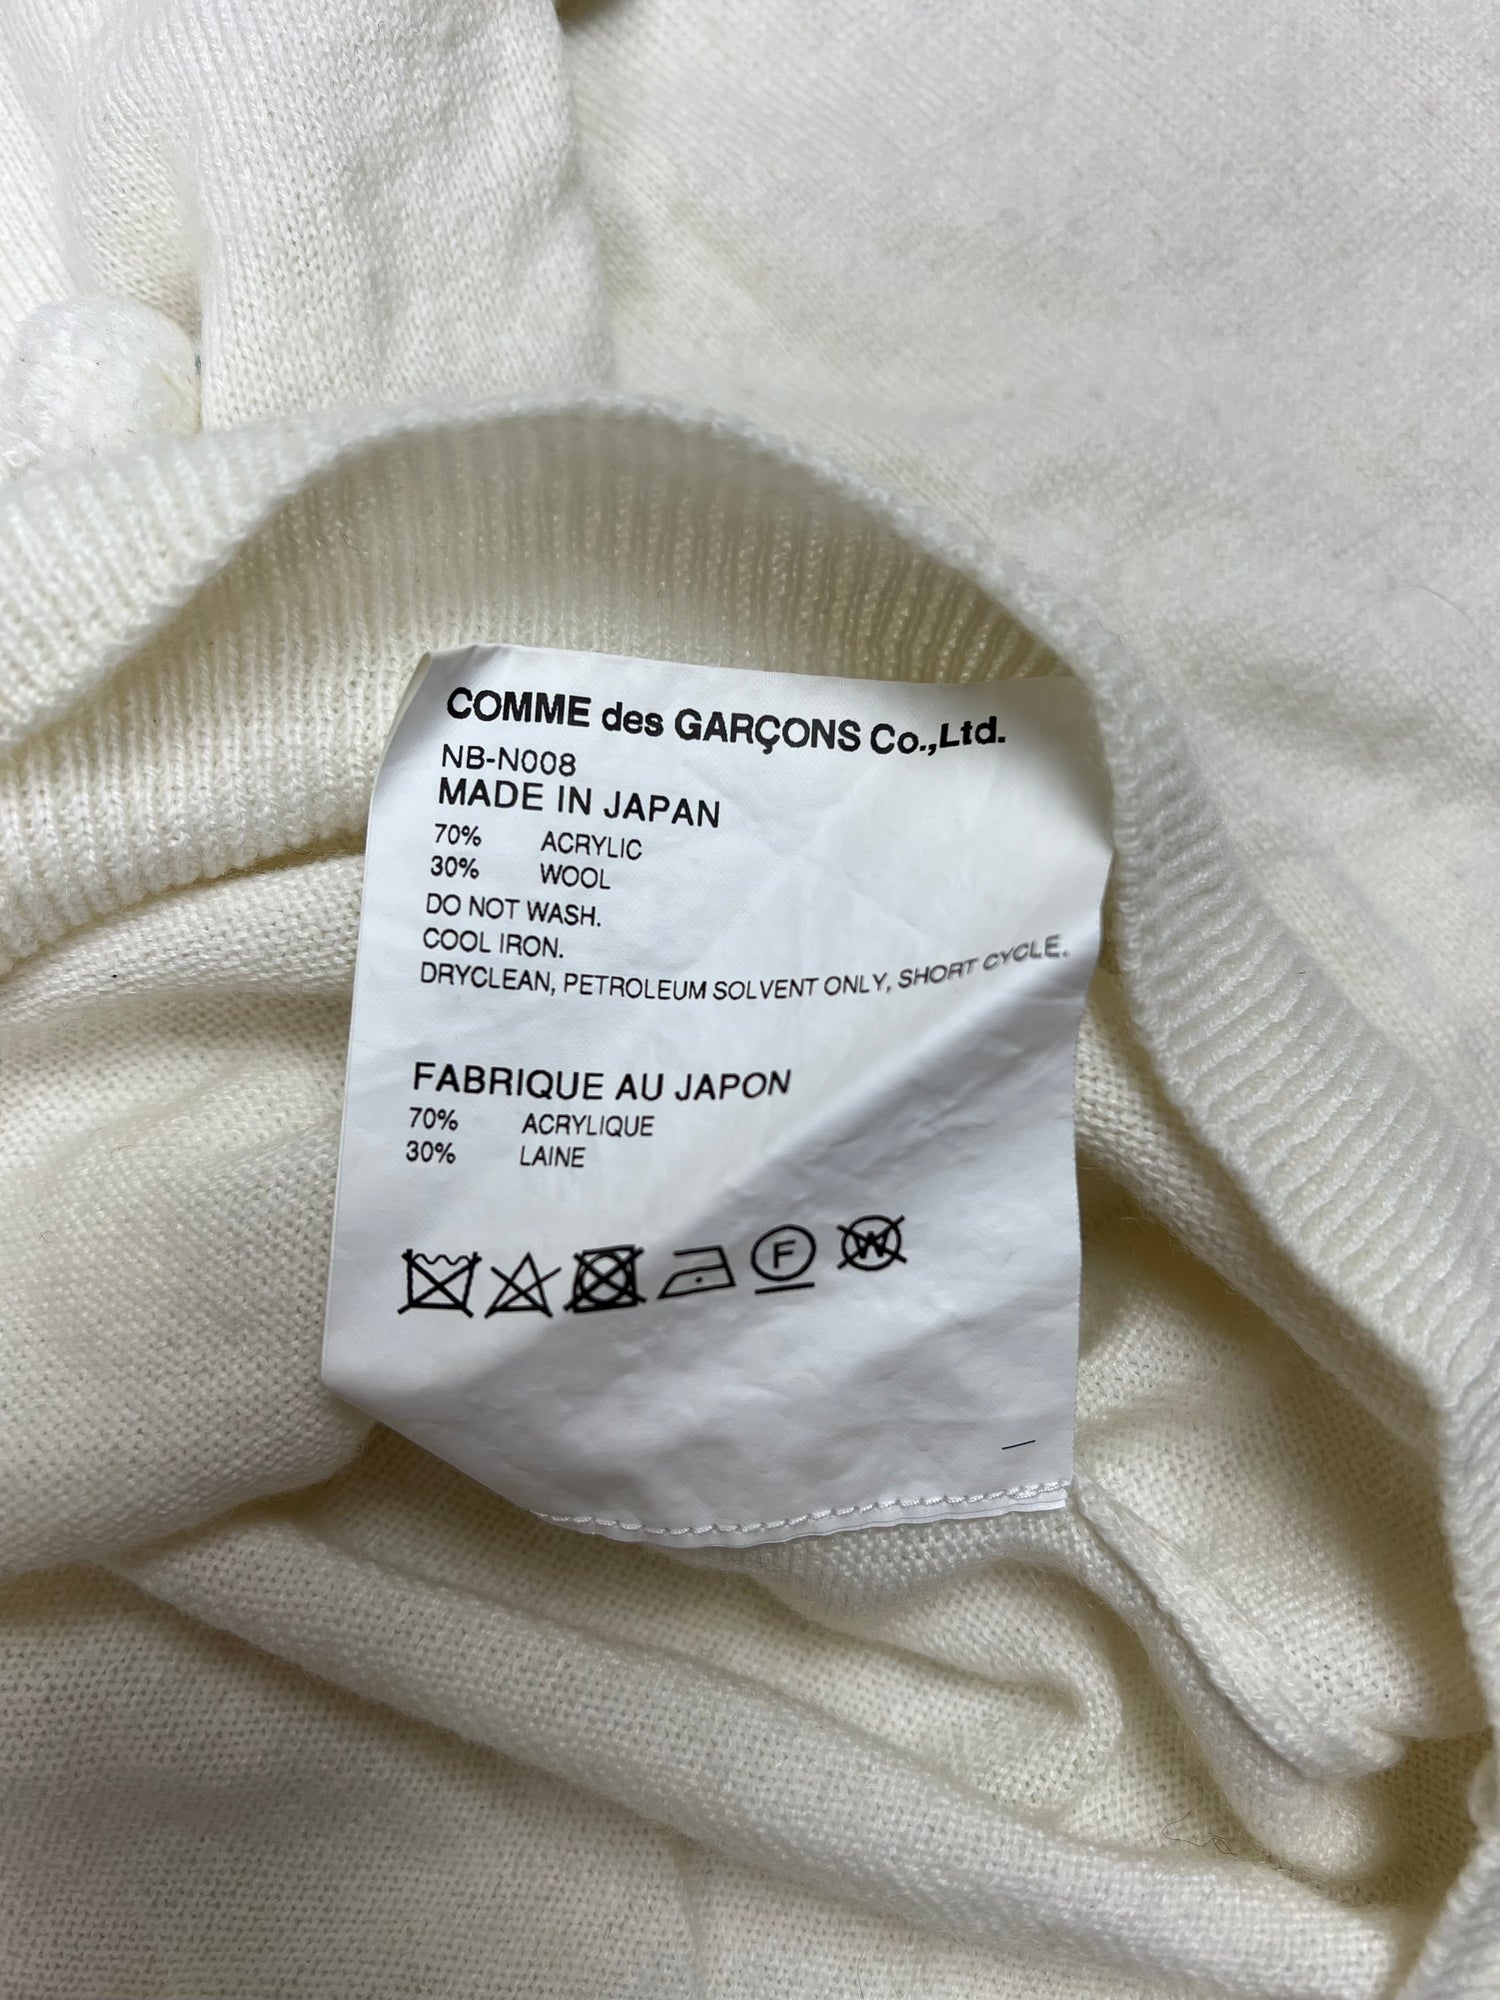 COMME des GARÇONS Co.,Ltd.
NB-N008
MADE IN JAPAN
70% ACRYLIC
30% WOOL
DO NOT WASH.
COOL IRON.
DRYCLEAN, PETROLEUM SOLVENT ONLY, SHORT CYCLE.
FABRIQUE AU JAPON
70% ACRYLIQUE
30% LAINE
F W